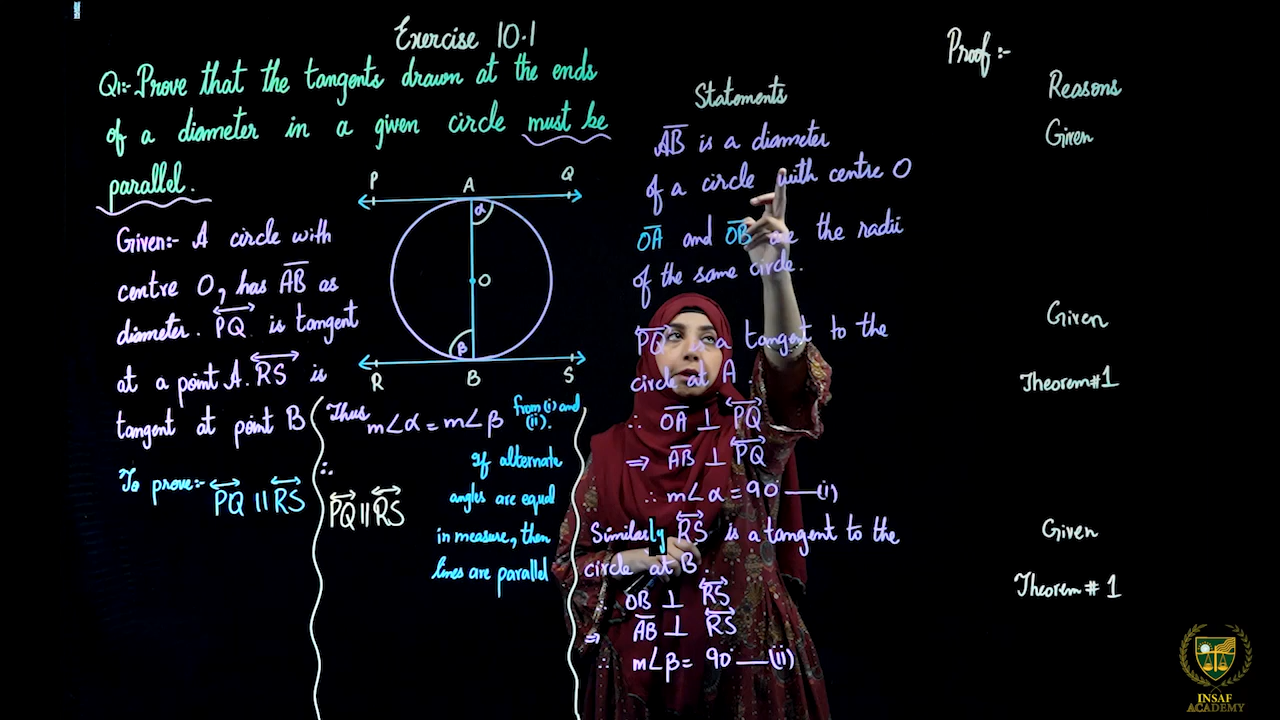 Exercise 10.1
Q1:- Prove that the tangents drawn at the ends
of a diameter in a given circle must be
parallel.
Given:- A circle with
centre O, has AB as
diameter. PQ is tangent
at a point A. RS is
tangent at point B
To prove:- PQ || RS
P A Q
α
O
β
R B S
Thus m∠α = m∠β from (i) and
(ii).
∴
PQ || RS
If alternate
angles are equal
in measure, then
lines are parallel
Proof:-
Statements Reasons
AB is a diameter Given
of a circle with centre O
OA and OB are the radii
of the same circle.
PQ is a tangent to the Given
circle at A. Theorem #1
∴ OA ⊥ PQ
⇒ AB ⊥ PQ
∴ m∠α = 90 — (i)
Similarly RS is a tangent to the Given
circle at B.
∴ OB ⊥ RS Theorem # 1
⇒ AB ⊥ RS
∴ m∠β = 90° — (ii)
INSAF
ACADEMY